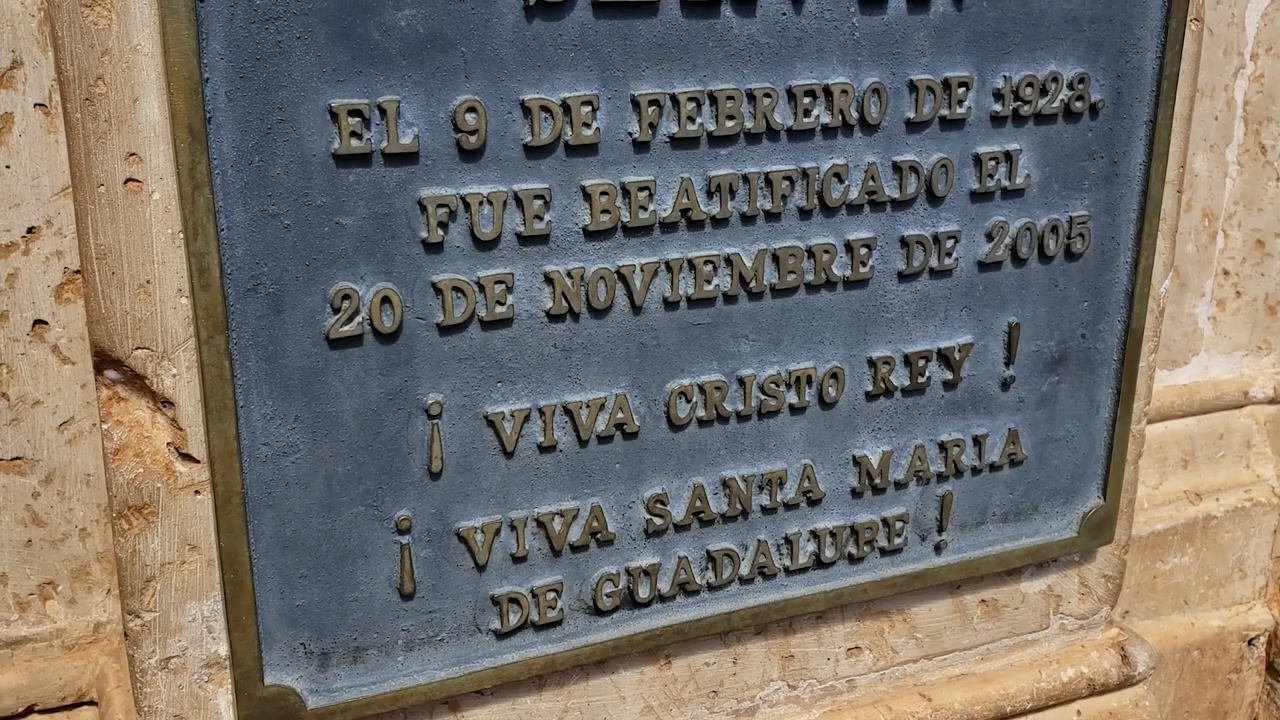 EL 9 DE FEBRERO DE 1928.
FUE BEATIFICADO EL
20 DE NOVIEMBRE DE 2005
¡ VIVA CRISTO REY !
¡ VIVA SANTA MARIA
DE GUADALUPE !